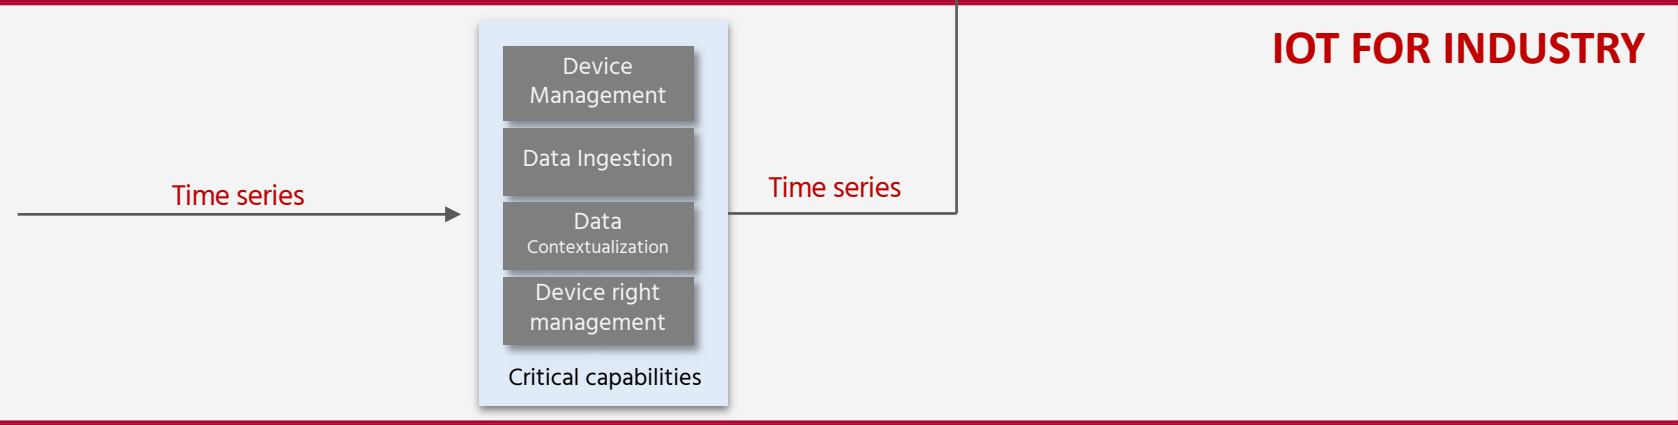 IOT FOR INDUSTRY
Time series
Device
Management
Data Ingestion
Data
Contextualization
Device right
management
Critical capabilities
Time series